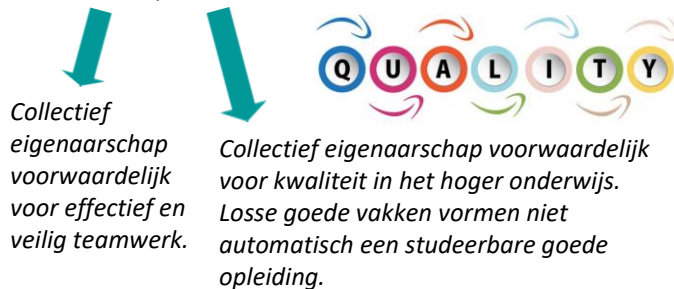 QUALITY
Collectief
eigenaarschap
voorwaardelijk
voor effectief en
veilig teamwerk.
Collectief eigenaarschap voorwaardelijk
voor kwaliteit in het hoger onderwijs.
Losse goede vakken vormen niet
automatisch een studeerbare goede
opleiding.